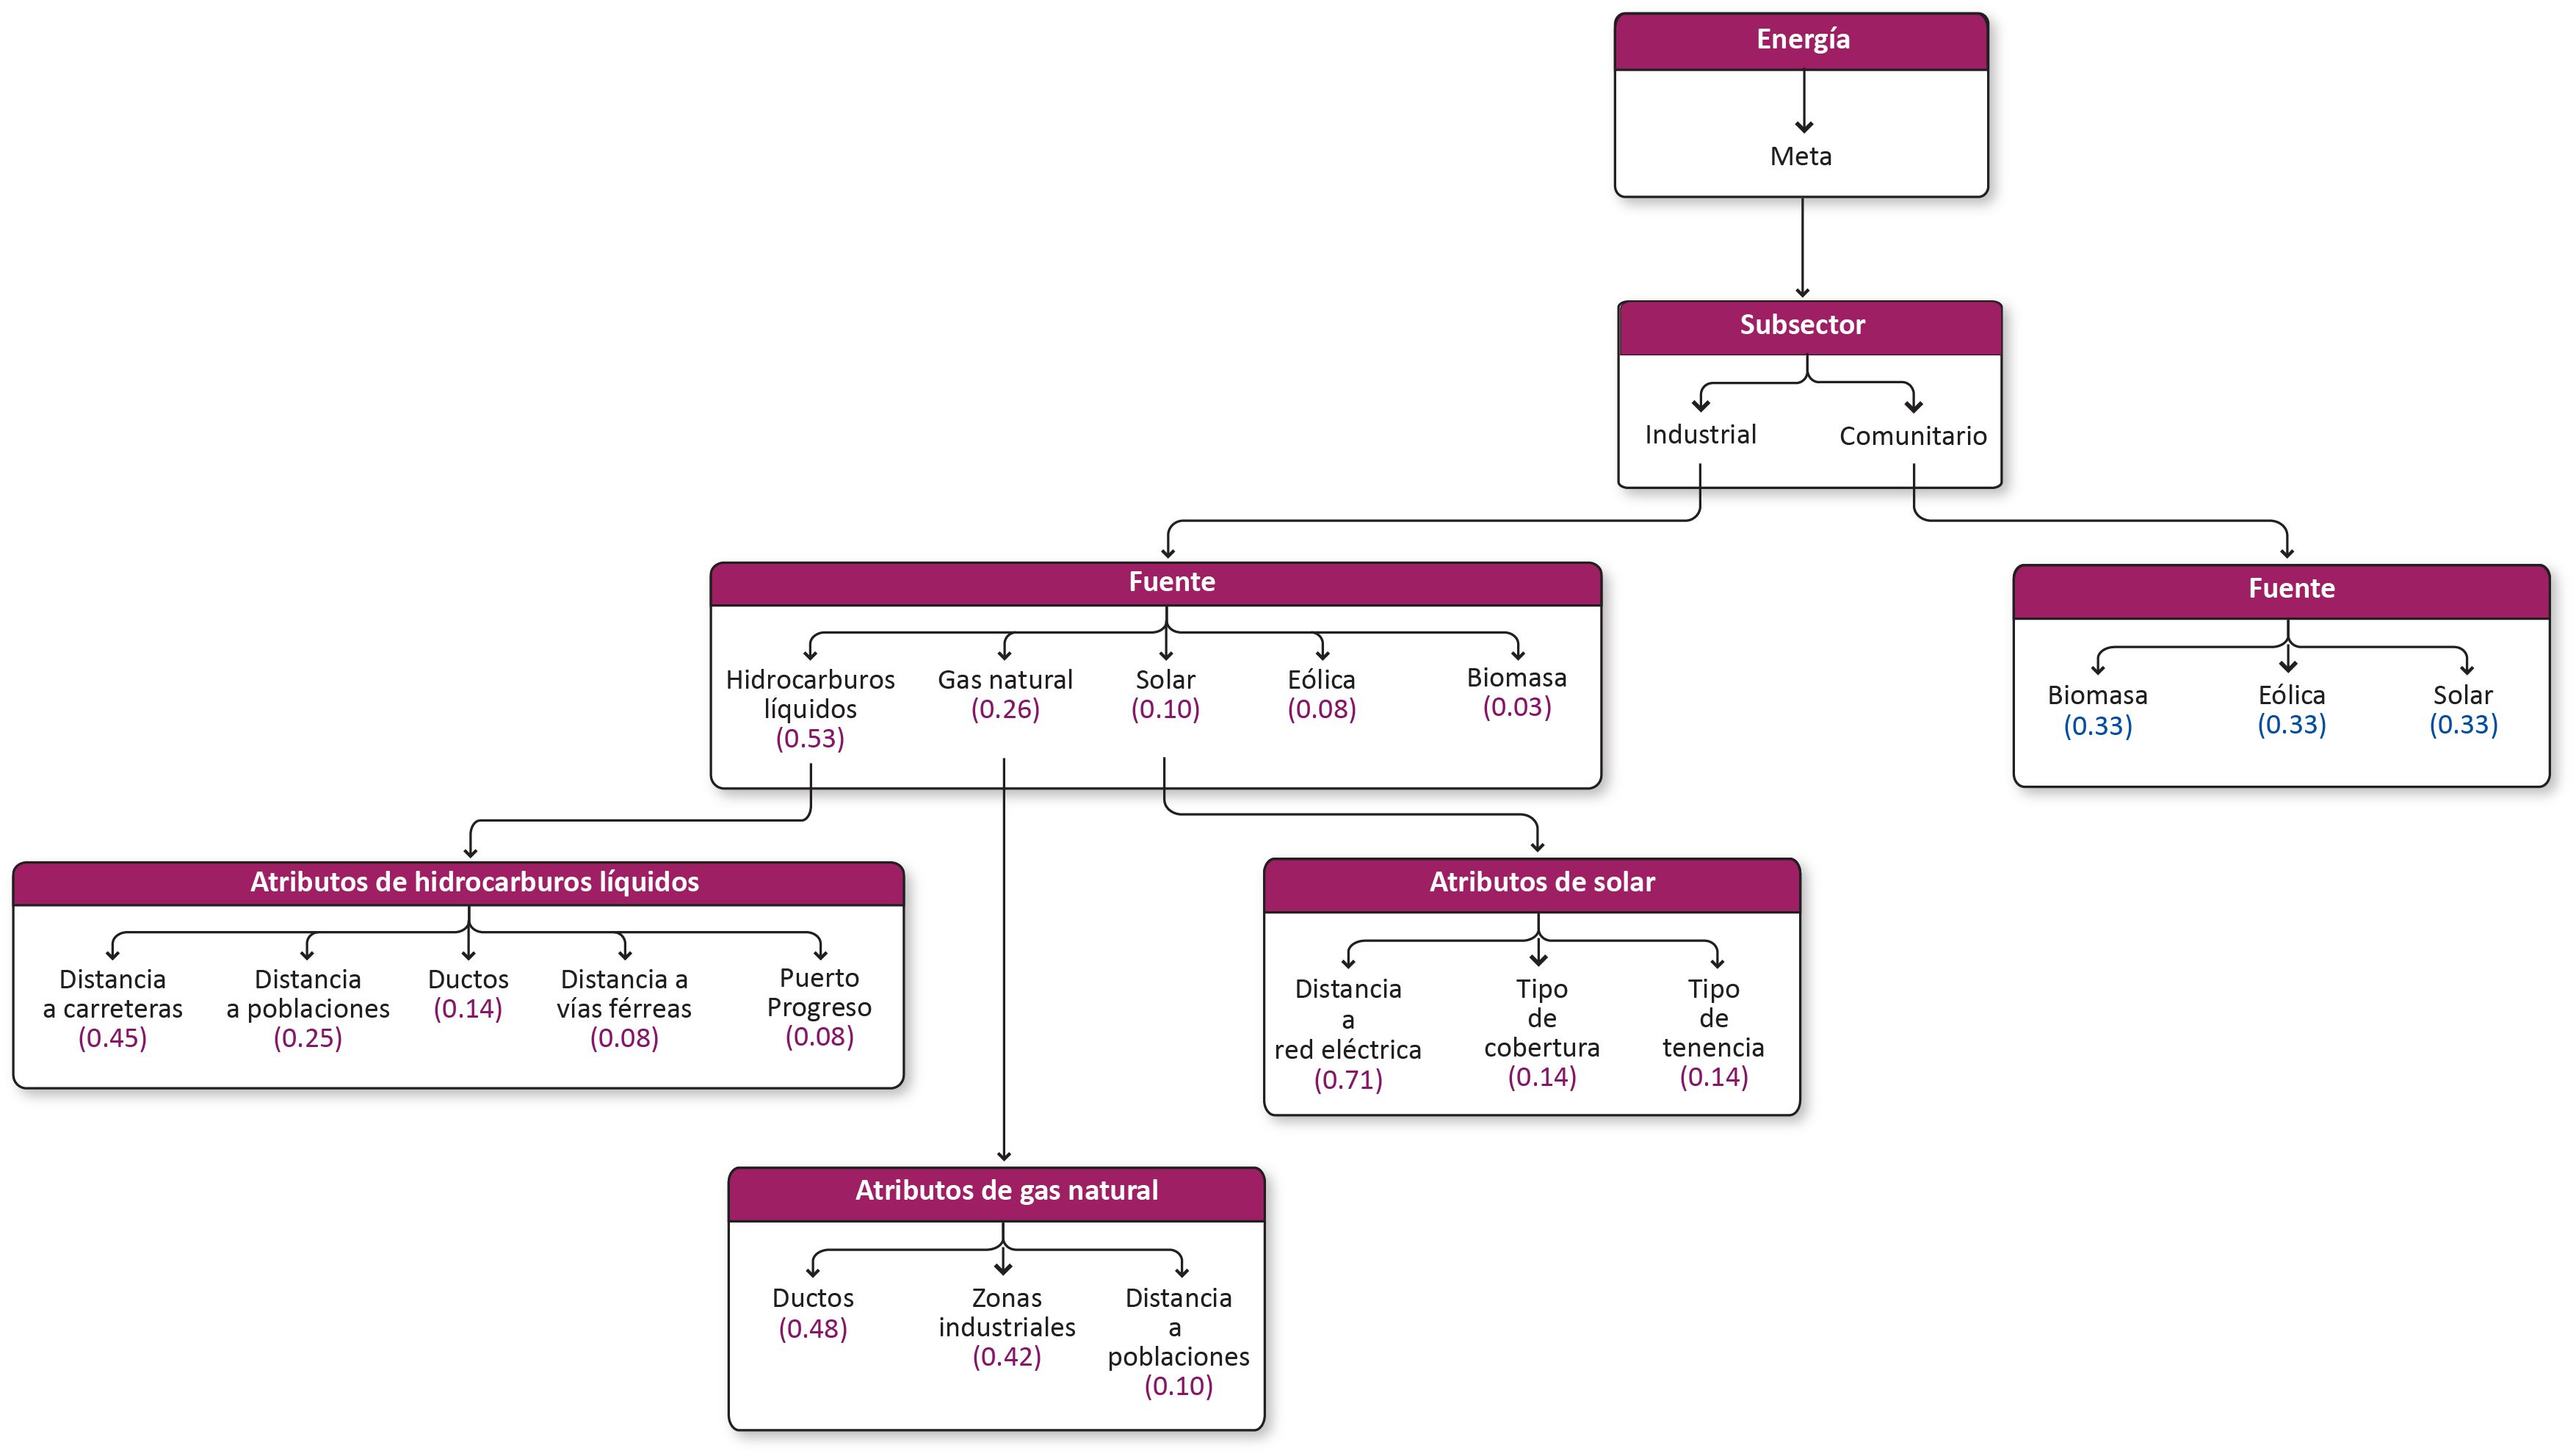 Energía
Meta
Subsector
Industrial
Comunitario
Fuente
Hidrocarburos
líquidos
(0.53)
Gas natural
(0.26)
Solar
(0.10)
Eólica
(0.08)
Biomasa
(0.03)
Fuente
Biomasa
(0.33)
Eólica
(0.33)
Solar
(0.33)
Atributos de hidrocarburos líquidos
Distancia
a carreteras
(0.45)
Distancia
a poblaciones
(0.25)
Ductos
(0.14)
Distancia a
vías férreas
(0.08)
Puerto
Progreso
(0.08)
Atributos de solar
Distancia
a
red eléctrica
(0.71)
Tipo
de
cobertura
(0.14)
Tipo
de
tenencia
(0.14)
Atributos de gas natural
Ductos
(0.48)
Zonas
industriales
(0.42)
Distancia
a
poblaciones
(0.10)